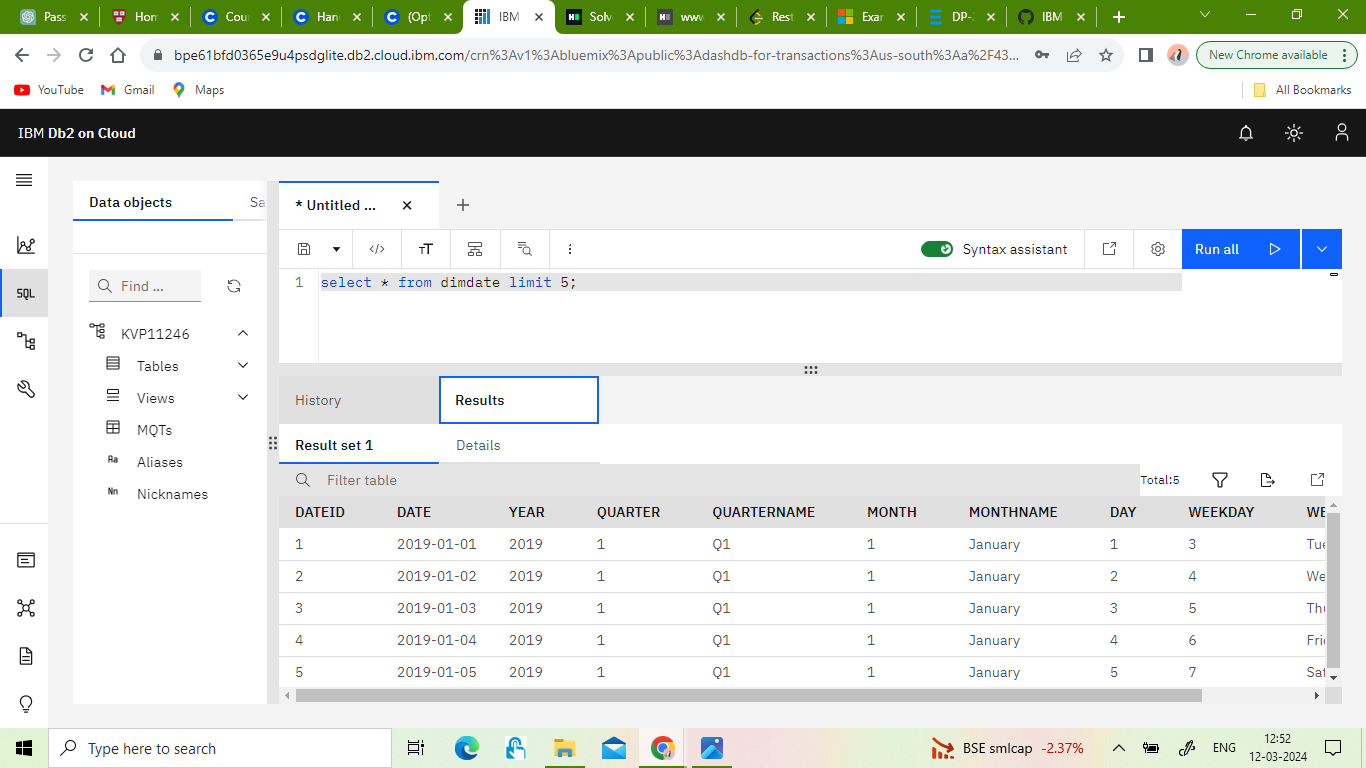 Pass
Hom
Cou
Hand
(Opt
IBM
Solv
www
Rest
Exar
DP-
IBM
bpe61bfd0365e9u4psdglite.db2.cloud.ibm.com/crn%3Av1%3Abluemix%3Apublic%3Adashdb-for-transactions%3Aus-south%3Aa%2F43...
New Chrome available
YouTube
Gmail
Maps
All Bookmarks
IBM Db2 on Cloud
Data objects
Sa
* Untitled ...
Syntax assistant
Run all
1 select * from dimdate limit 5;
SQL
Find ...
KVP11246
Tables
Views
MQTs
Aa Aliases
Nn Nicknames
History
Results
Result set 1
Details
Filter table
Total:5
DATEID DATE YEAR QUARTER QUARTERNAME MONTH MONTHNAME DAY WEEKDAY WE
1 2019-01-01 2019 1 Q1 1 January 1 3 Tue
2 2019-01-02 2019 1 Q1 1 January 2 4 We
3 2019-01-03 2019 1 Q1 1 January 3 5 Thu
4 2019-01-04 2019 1 Q1 1 January 4 6 Fri
5 2019-01-05 2019 1 Q1 1 January 5 7 Sat
Type here to search
BSE smlcap -2.37%
ENG
12:52
12-03-2024